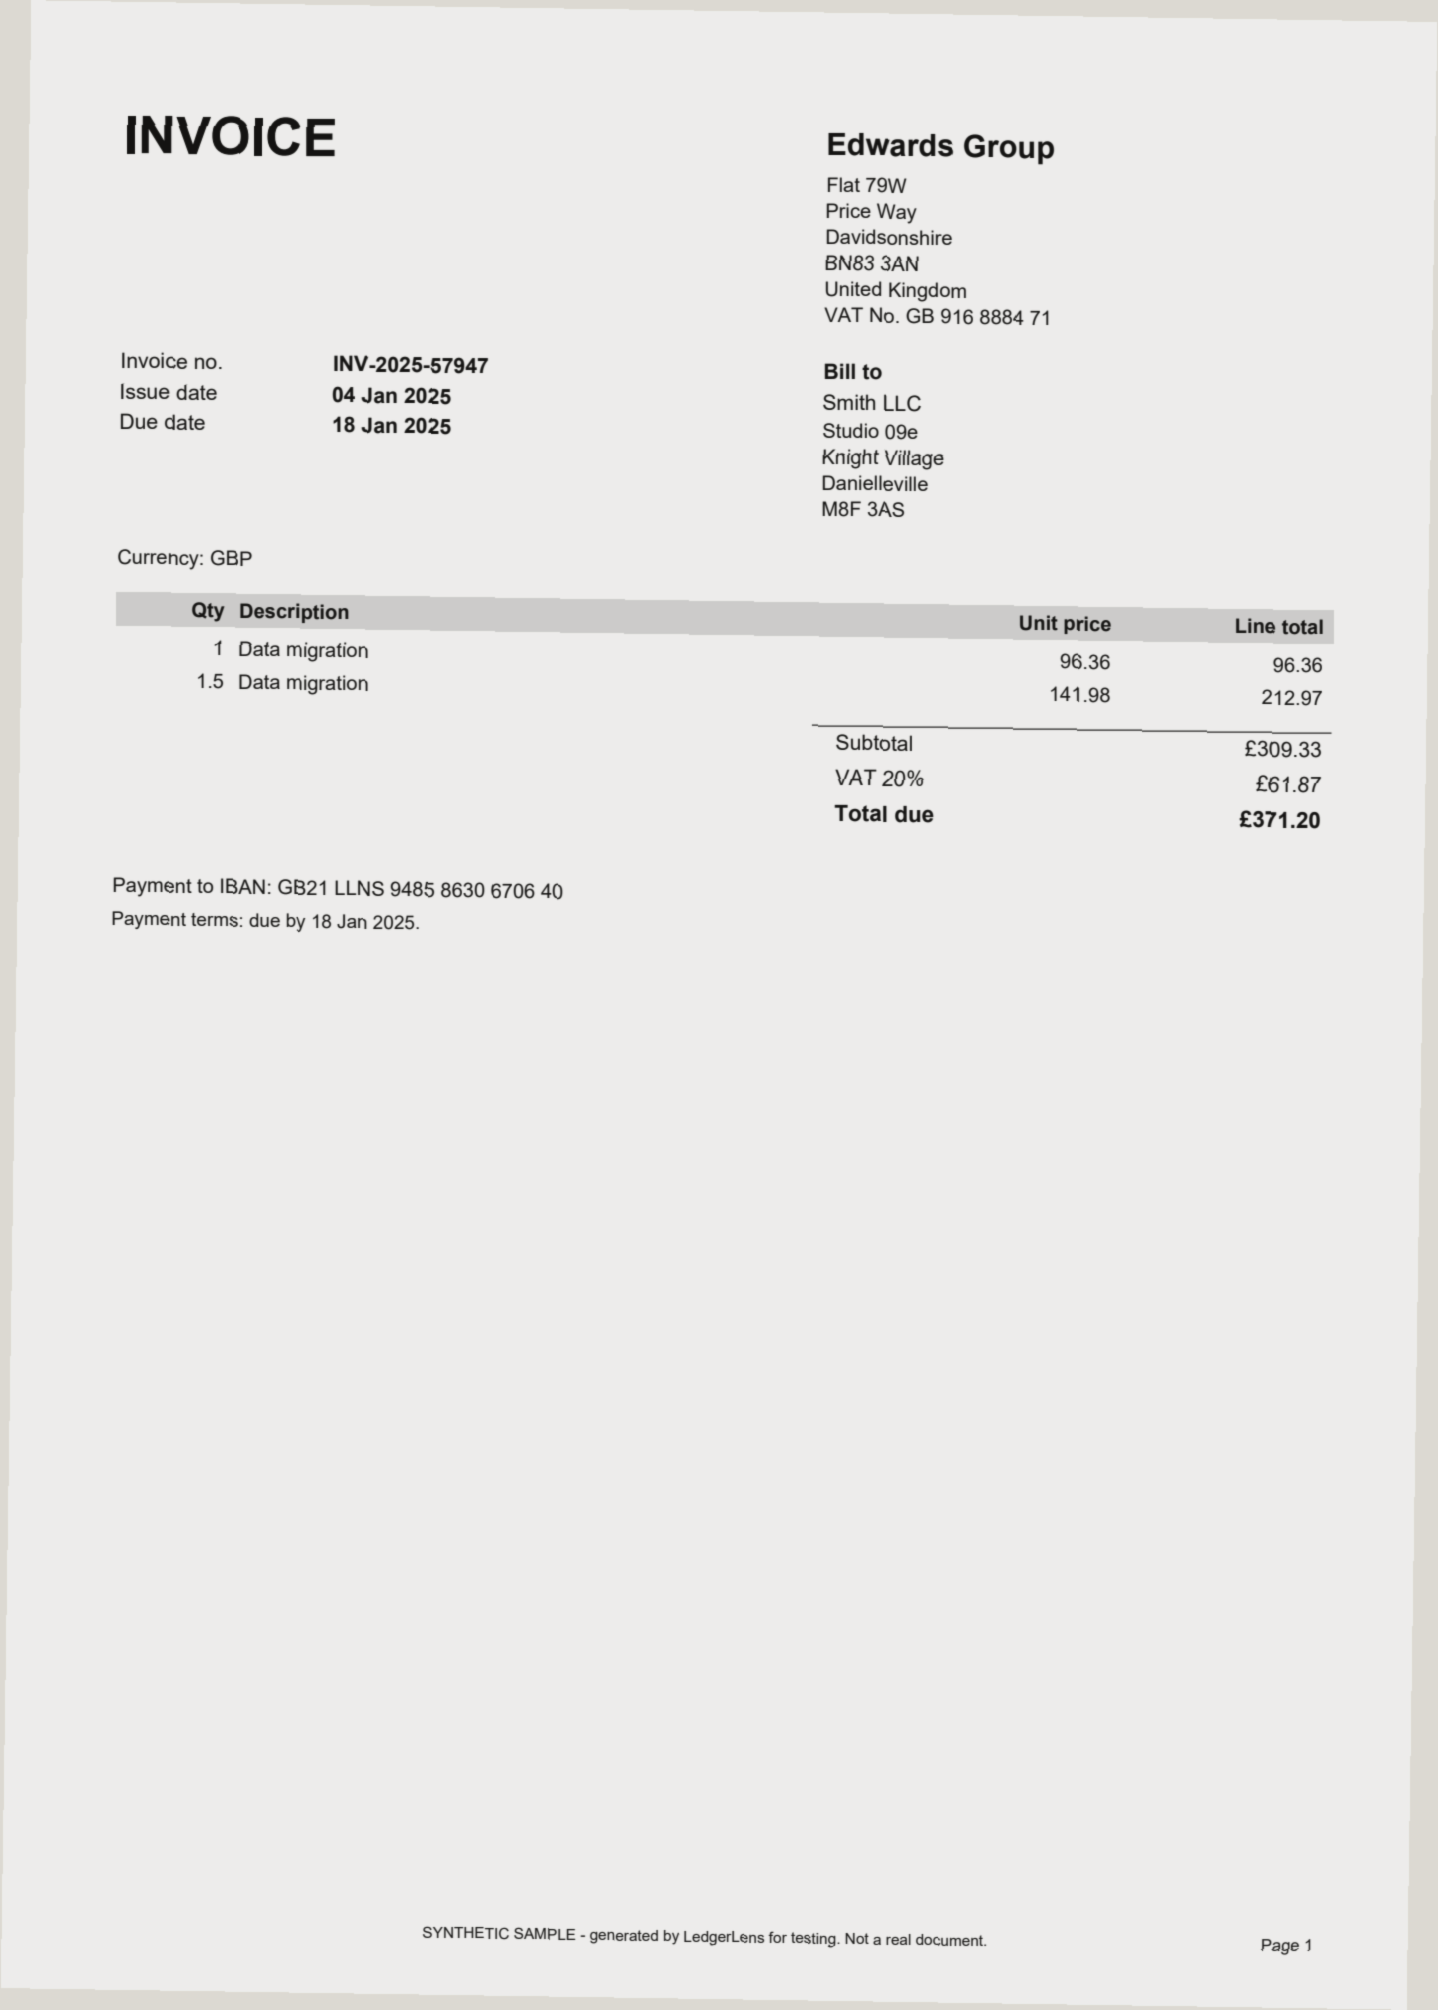 INVOICE
Edwards Group
Flat 79W
Price Way
Davidsonshire
BN83 3AN
United Kingdom
VAT No. GB 916 8884 71
Invoice no. INV-2025-57947
Issue date 04 Jan 2025
Due date 18 Jan 2025
Bill to
Smith LLC
Studio 09e
Knight Village
Danielleville
M8F 3AS
Currency: GBP
Qty Description Unit price Line total
1 Data migration 96.36 96.36
1.5 Data migration 141.98 212.97
Subtotal £309.33
VAT 20% £61.87
Total due £371.20
Payment to IBAN: GB21 LLNS 9485 8630 6706 40
Payment terms: due by 18 Jan 2025.
SYNTHETIC SAMPLE - generated by LedgerLens for testing. Not a real document.
Page 1